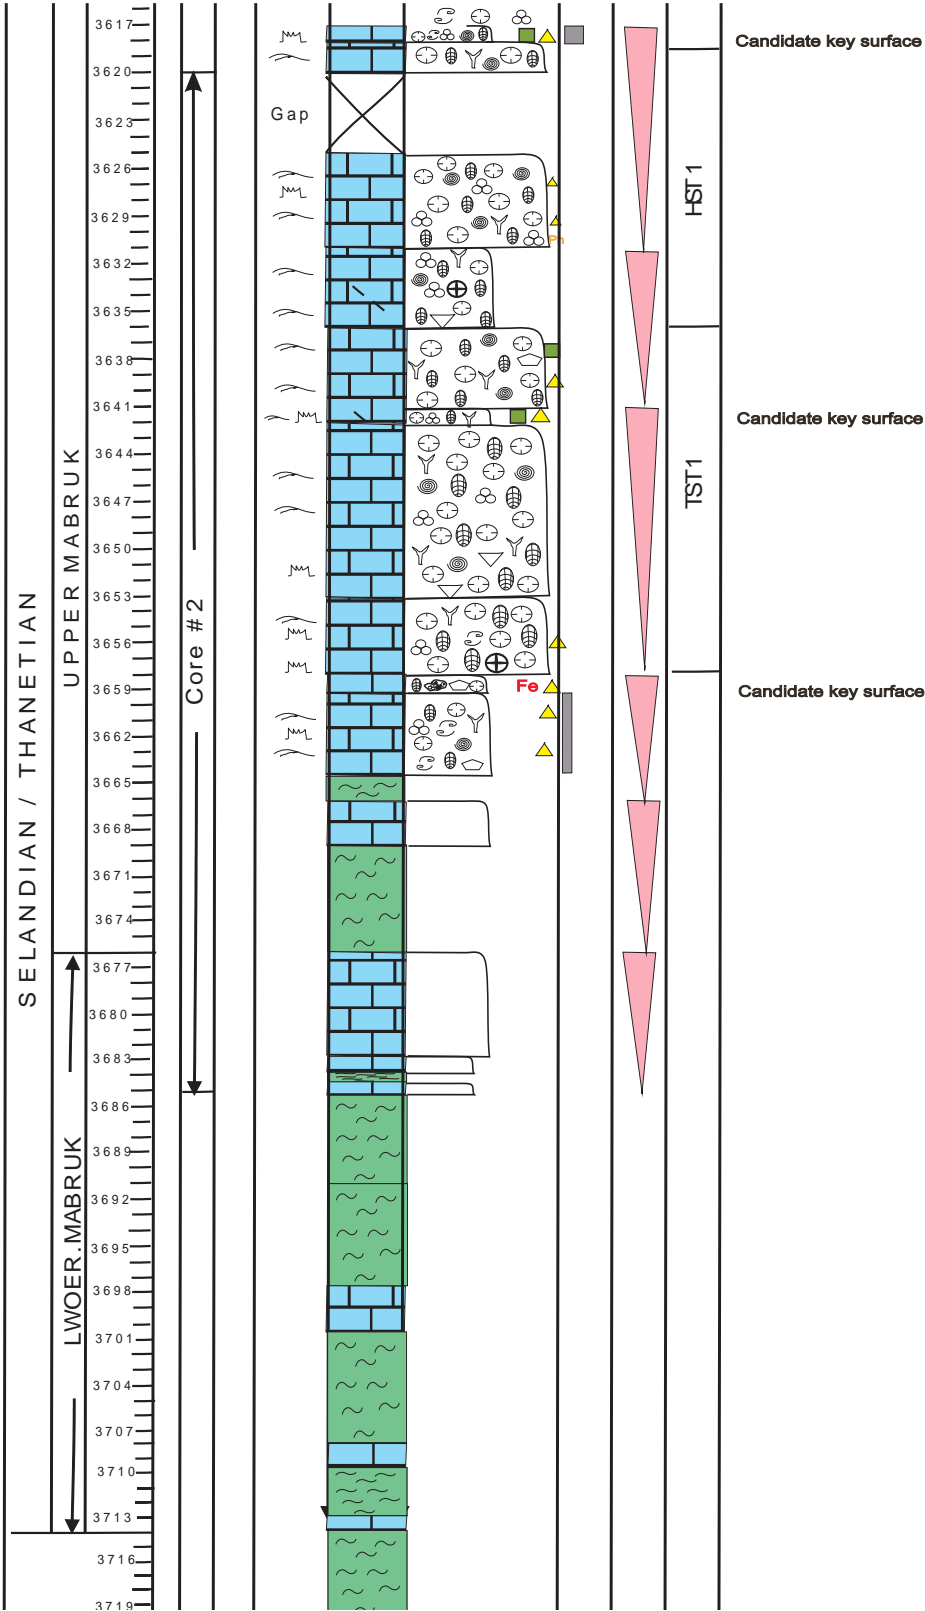 3617
Candidate key surface
3620
Gap
3623
3626
HST 1
3629
Ph
3632
3635
3638
3641
Candidate key surface
3644
3647
TST1
3650
3653
3656
3659
Fe
Candidate key surface
3662
3665
3668
3671
3674
3677
3680
3683
3686
3689
3692
3695
3698
3701
3704
3707
3710
3713
3716
3719
SELANDIAN / THANETIAN
UPPER MABRUK
LWOER.MABRUK
Core #2